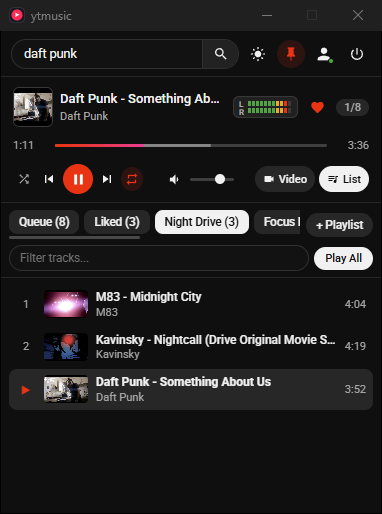 ytmusic
daft punk
Daft Punk - Something Ab...
Daft Punk
L
R
1/8
1:11
3:36
Video
List
Queue (8)
Liked (3)
Night Drive (3)
Focus
+ Playlist
Filter tracks...
Play All
1
M83 - Midnight City
M83
4:04
2
Kavinsky - Nightcall (Drive Original Movie S...
Kavinsky
4:19
Daft Punk - Something About Us
Daft Punk
3:52